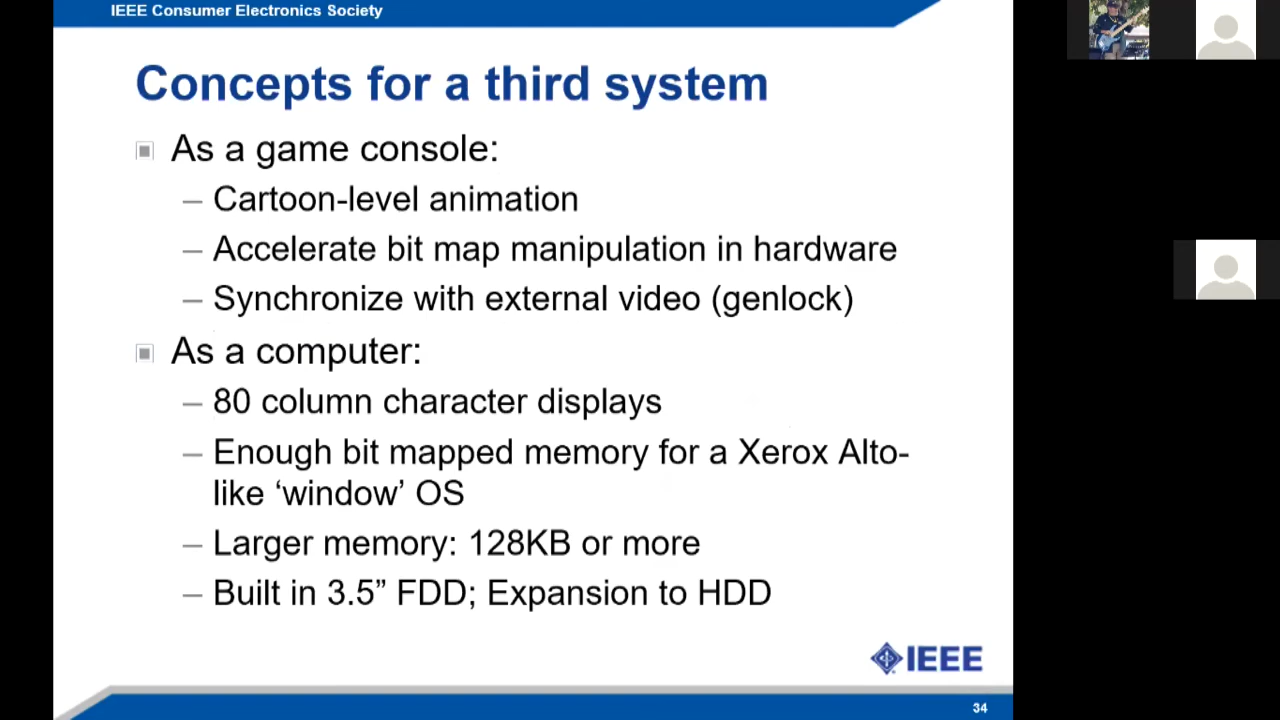 IEEE Consumer Electronics Society
Concepts for a third system
As a game console:
– Cartoon-level animation
– Accelerate bit map manipulation in hardware
– Synchronize with external video (genlock)
As a computer:
– 80 column character displays
– Enough bit mapped memory for a Xerox Alto-
like ‘window’ OS
– Larger memory: 128KB or more
– Built in 3.5” FDD; Expansion to HDD
IEEE
34